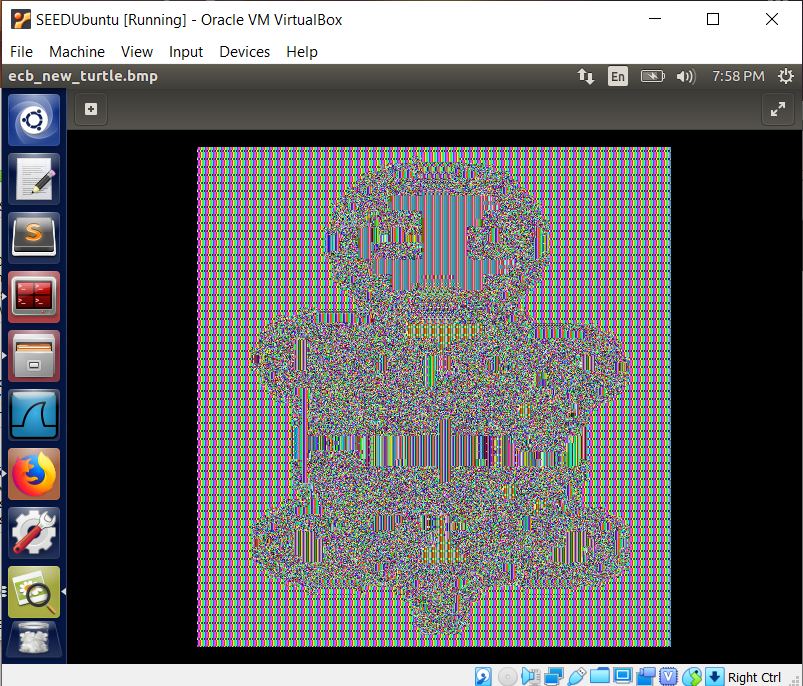 SEEDUbuntu [Running] - Oracle VM VirtualBox
File Machine View Input Devices Help
ecb_new_turtle.bmp En 7:58 PM
S
V Right Ctrl